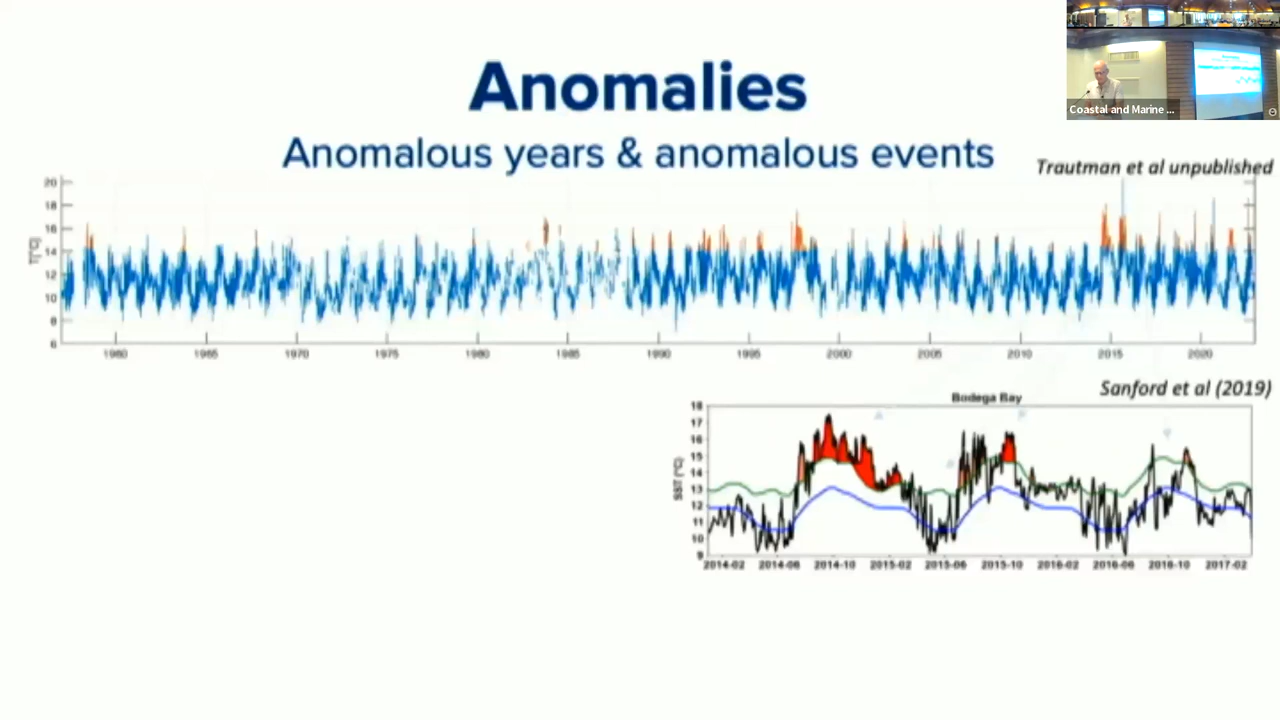 Anomalies
Anomalous years & anomalous events
Coastal and Marine ...
Trautman et al unpublished
20
18
16
14
12
10
8
6
T[°C]
1960 1965 1970 1975 1980 1985 1990 1995 2000 2005 2010 2015 2020
Sanford et al (2019)
Bodega Bay
18
17
16
15
14
13
12
11
10
9
SST (°C)
2014-02 2014-06 2014-10 2015-02 2015-06 2015-10 2016-02 2016-06 2016-10 2017-02